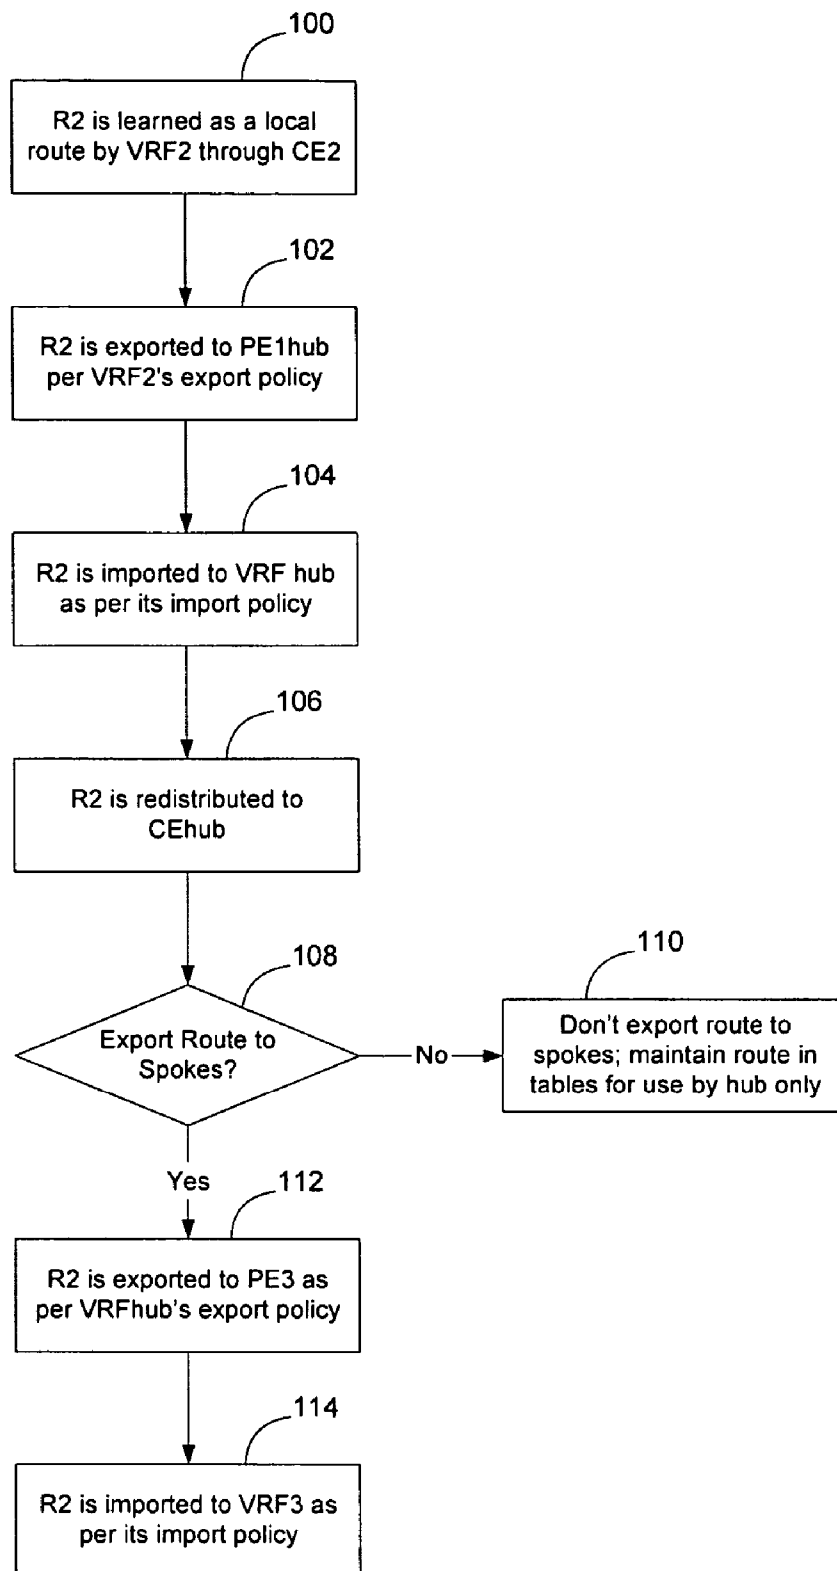 100
R2 is learned as a local
route by VRF2 through CE2
102
R2 is exported to PE1hub
per VRF2's export policy
104
R2 is imported to VRF hub
as per its import policy
106
R2 is redistributed to
CEhub
108
Export Route to
Spokes?
No
110
Don't export route to
spokes; maintain route in
tables for use by hub only
Yes
112
R2 is exported to PE3 as
per VRFhub's export policy
114
R2 is imported to VRF3 as
per its import policy